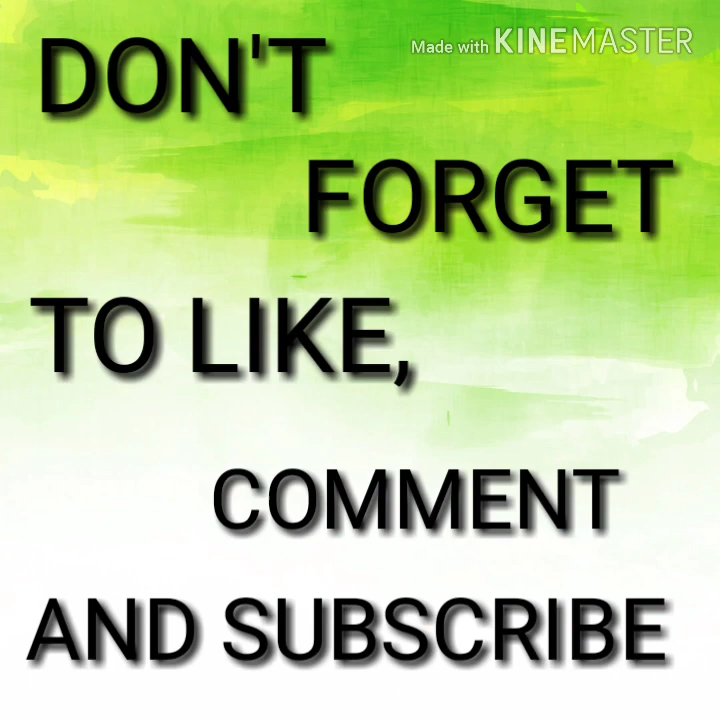 DON'T
Made with KINEMASTER
FORGET
TO LIKE,
COMMENT
AND SUBSCRIBE